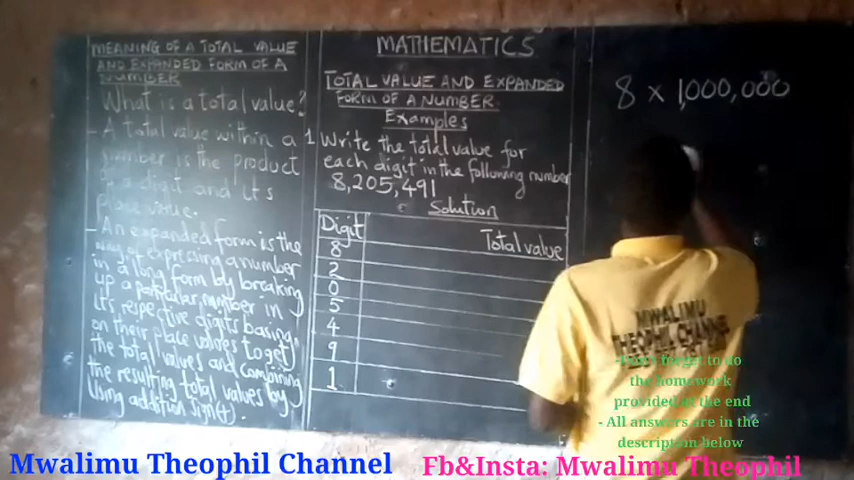 MEANING OF A TOTAL VALUE
AND EXPANDED FORM OF A
NUMBER
What is a total value?
- A total value within a
number is the product
of a digit and it's
place value.
- An expanded form is the
way of expressing a number
in a long form by breaking
up a particular number in
it's respective digits basing
on their place values to get
the total values and combining
the resulting total values by
using addition sign (+).
MATHEMATICS
TOTAL VALUE AND EXPANDED
FORM OF A NUMBER
Examples
1 Write the total value for
each digit in the following number
8,205,491
Solution
Digit Total value
8
2
0
5
4
9
1
8 x 1,000,000
MWALIMU
THEOPHIL CHANNEL
- Don't forget to do
the homework
provided at the end
- All answers are in the
description below
Mwalimu Theophil Channel
Fb&Insta: Mwalimu Theophil